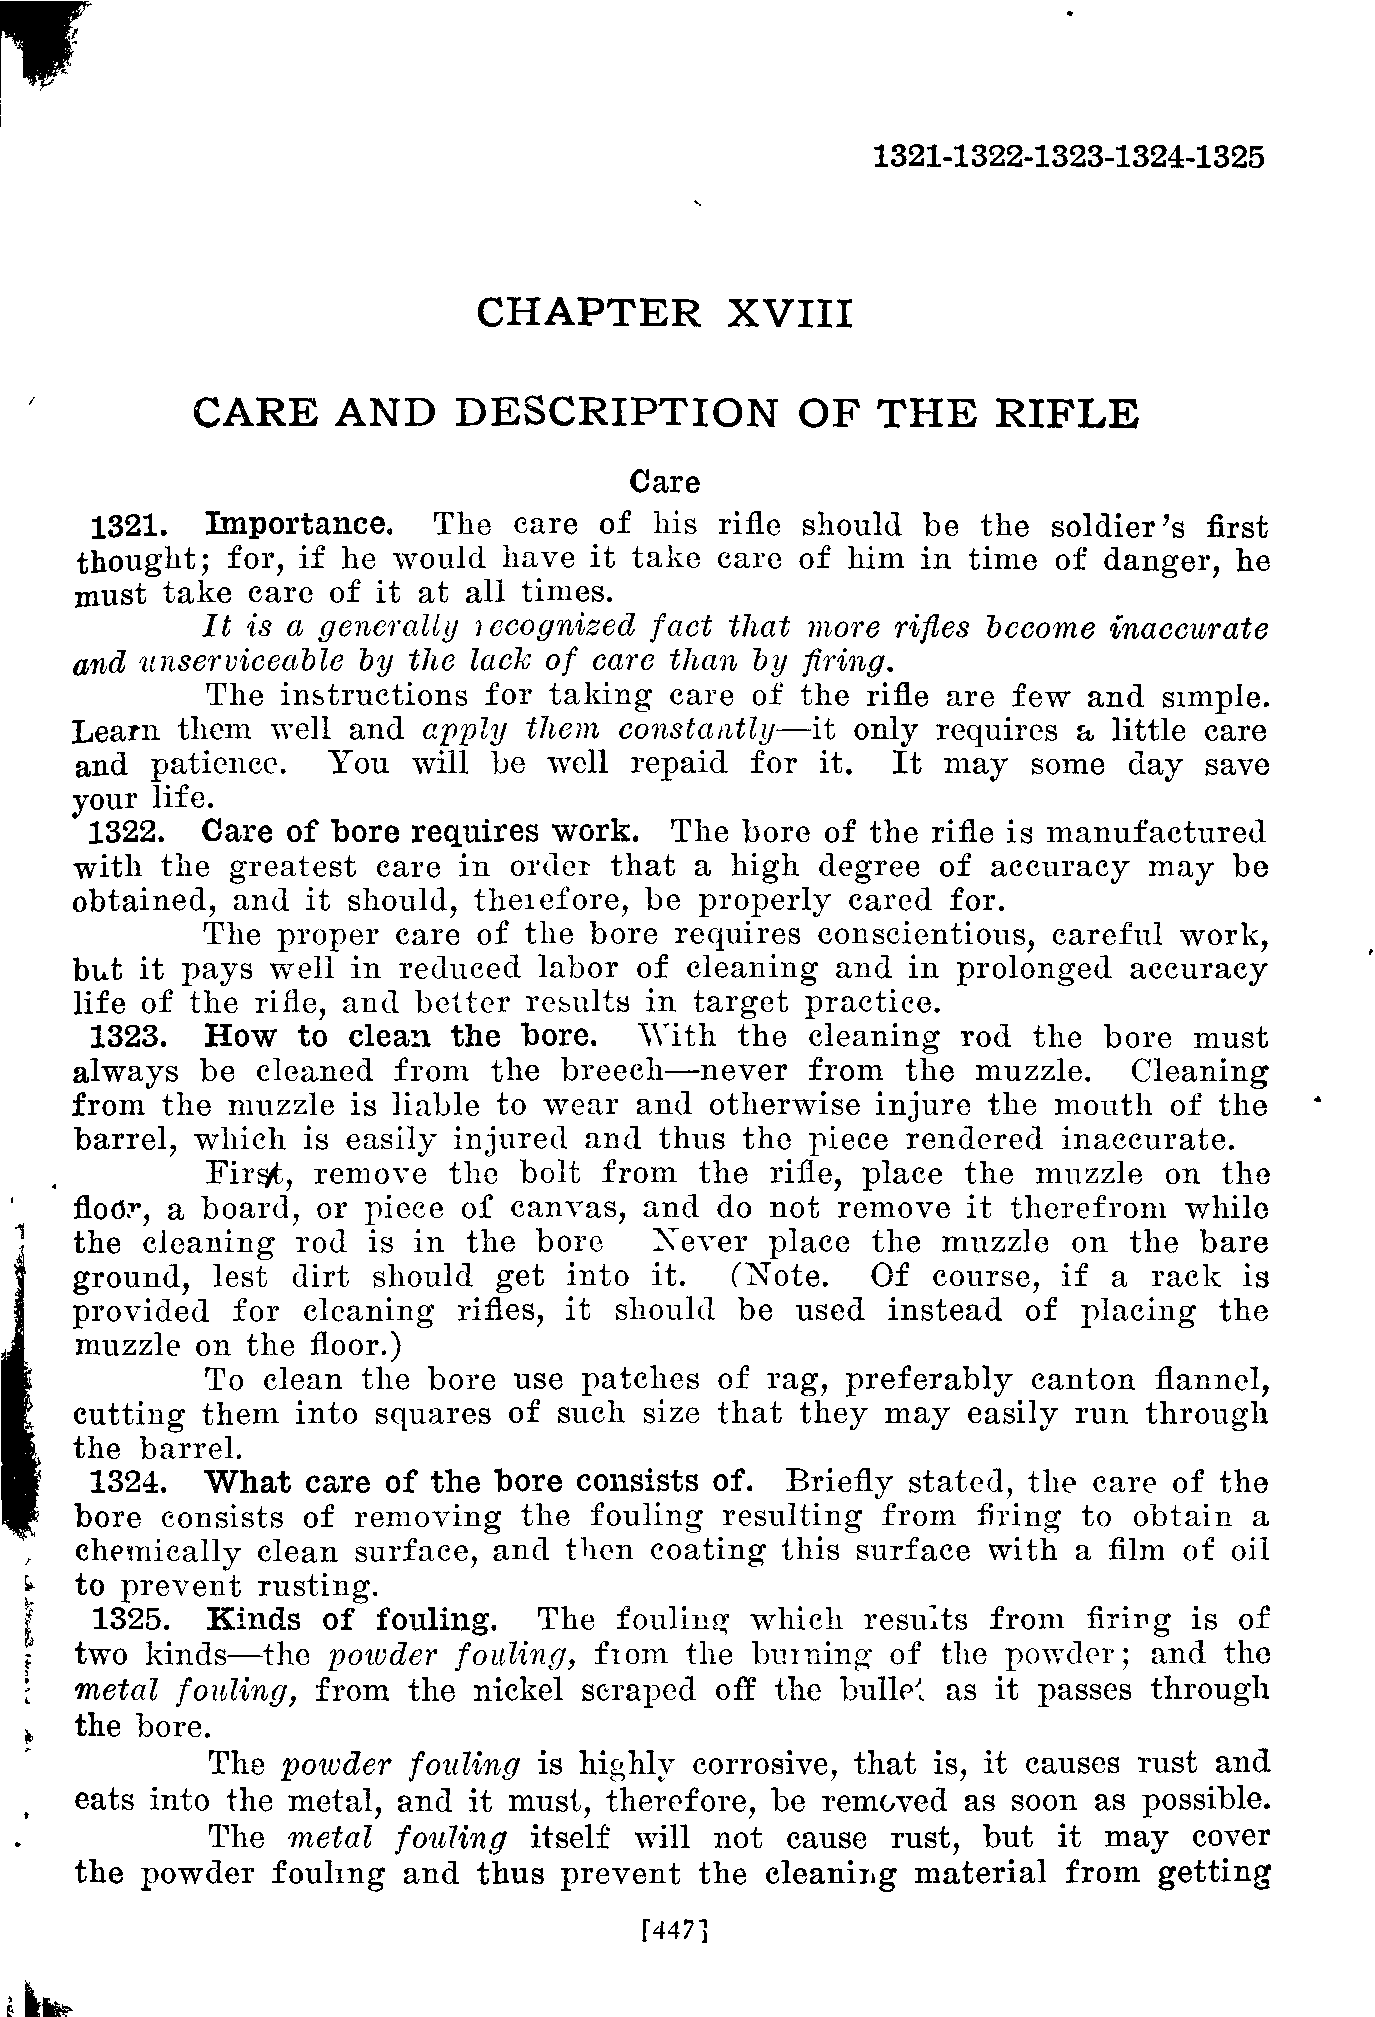 1321-1322-1323-1324-1325
CHAPTER XVIII
CARE AND DESCRIPTION OF THE RIFLE
Care
1321. Importance. The care of his rifle should be the soldier's first
thought; for, if he would have it take care of him in time of danger, he
must take care of it at all times.
It is a generally recognized fact that more rifles become inaccurate
and unserviceable by the lack of care than by firing.
The instructions for taking care of the rifle are few and simple.
Learn them well and apply them constantly—it only requires a little care
and patience. You will be well repaid for it. It may some day save
your life.
1322. Care of bore requires work. The bore of the rifle is manufactured
with the greatest care in order that a high degree of accuracy may be
obtained, and it should, therefore, be properly cared for.
The proper care of the bore requires conscientious, careful work,
but it pays well in reduced labor of cleaning and in prolonged accuracy
life of the rifle, and better results in target practice.
1323. How to clean the bore. With the cleaning rod the bore must
always be cleaned from the breech—never from the muzzle. Cleaning
from the muzzle is liable to wear and otherwise injure the mouth of the
barrel, which is easily injured and thus the piece rendered inaccurate.
First, remove the bolt from the rifle, place the muzzle on the
floor, a board, or piece of canvas, and do not remove it therefrom while
the cleaning rod is in the bore Never place the muzzle on the bare
ground, lest dirt should get into it. (Note. Of course, if a rack is
provided for cleaning rifles, it should be used instead of placing the
muzzle on the floor.)
To clean the bore use patches of rag, preferably canton flannel,
cutting them into squares of such size that they may easily run through
the barrel.
1324. What care of the bore consists of. Briefly stated, the care of the
bore consists of removing the fouling resulting from firing to obtain a
chemically clean surface, and then coating this surface with a film of oil
to prevent rusting.
1325. Kinds of fouling. The fouling which results from firing is of
two kinds—the powder fouling, from the burning of the powder; and the
metal fouling, from the nickel scraped off the bullet as it passes through
the bore.
The powder fouling is highly corrosive, that is, it causes rust and
eats into the metal, and it must, therefore, be removed as soon as possible.
The metal fouling itself will not cause rust, but it may cover
the powder fouling and thus prevent the cleaning material from getting
[447]